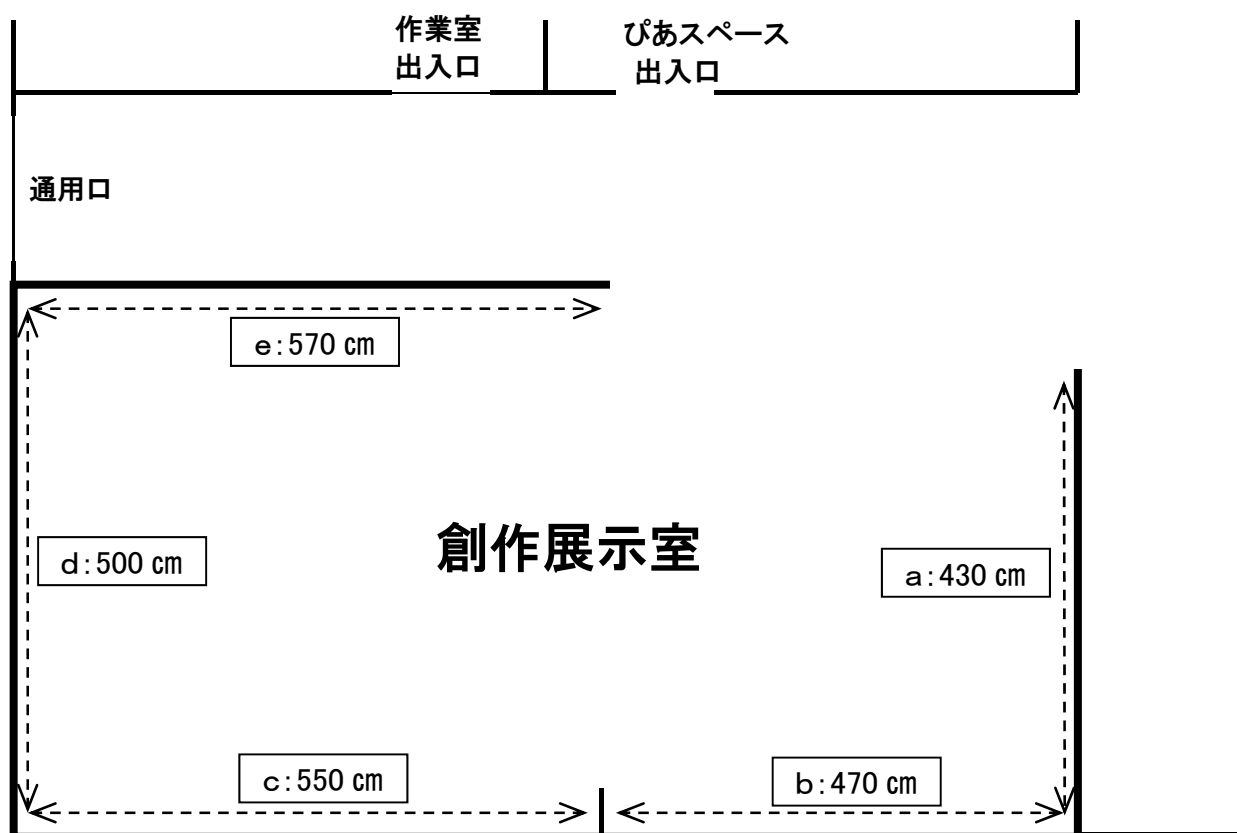 作業室
出入口
ぴあスペース
出入口
通用口
ｅ：570 ㎝
創作展示室
ｄ：500 ㎝
ａ：430 ㎝
ｃ：550 ㎝
ｂ：470 ㎝